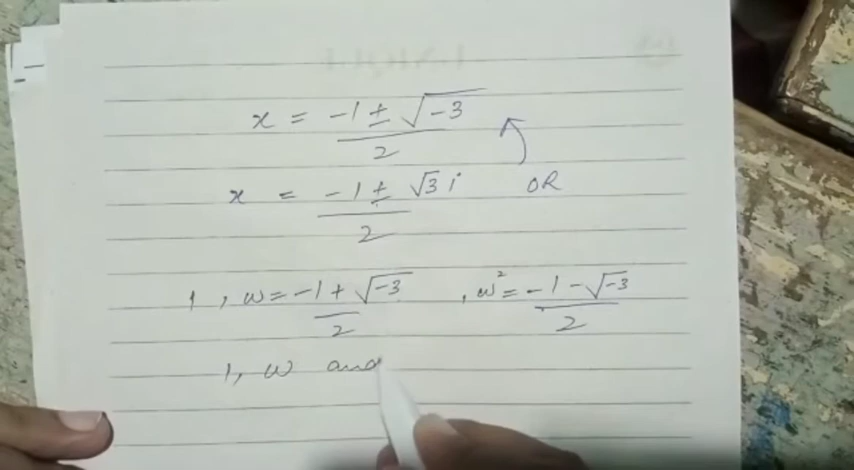 x = -1 ± √-3 / 2
x = -1 ± √3 i / 2 OR
1, ω = -1 + √-3 / 2 , ω² = -1 - √-3 / 2
1, ω and